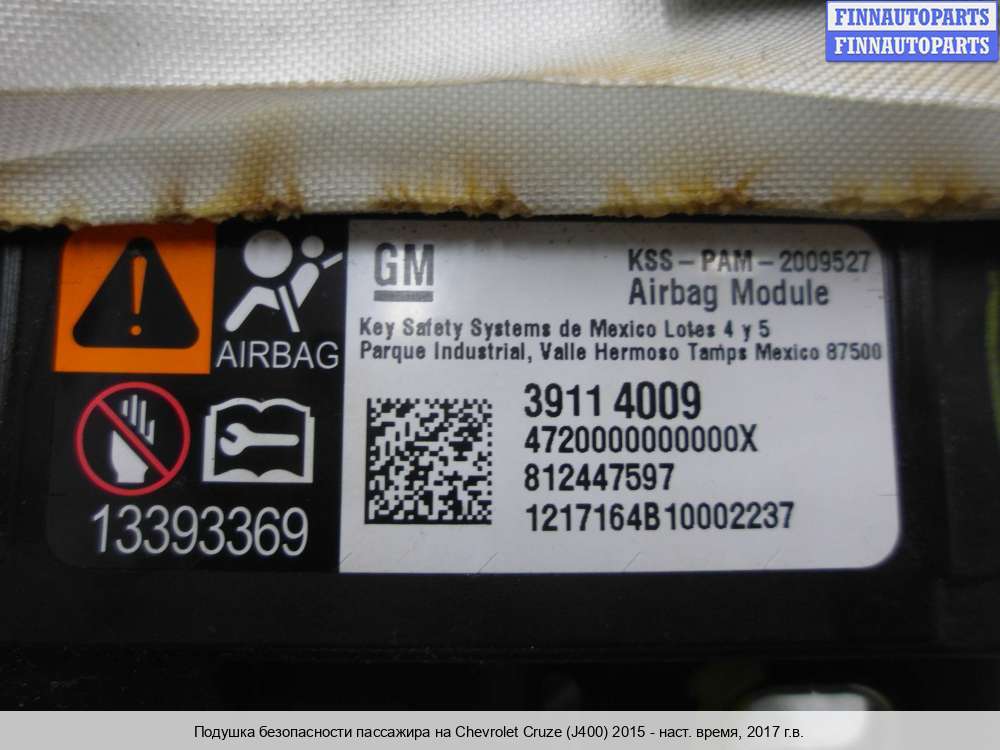 FINNAUTOPARTS
FINNAUTOPARTS
GM
KSS-PAM-2009527
Airbag Module
Key Safety Systems de Mexico Lotes 4 y 5
Parque Industrial, Valle Hermoso Tamps Mexico 87500
AIRBAG
39114009
4720000000000X
812447597
1217164B10002237
13393369
Подушка безопасности пассажира на Chevrolet Cruze (J400) 2015 - наст. время, 2017 г.в.